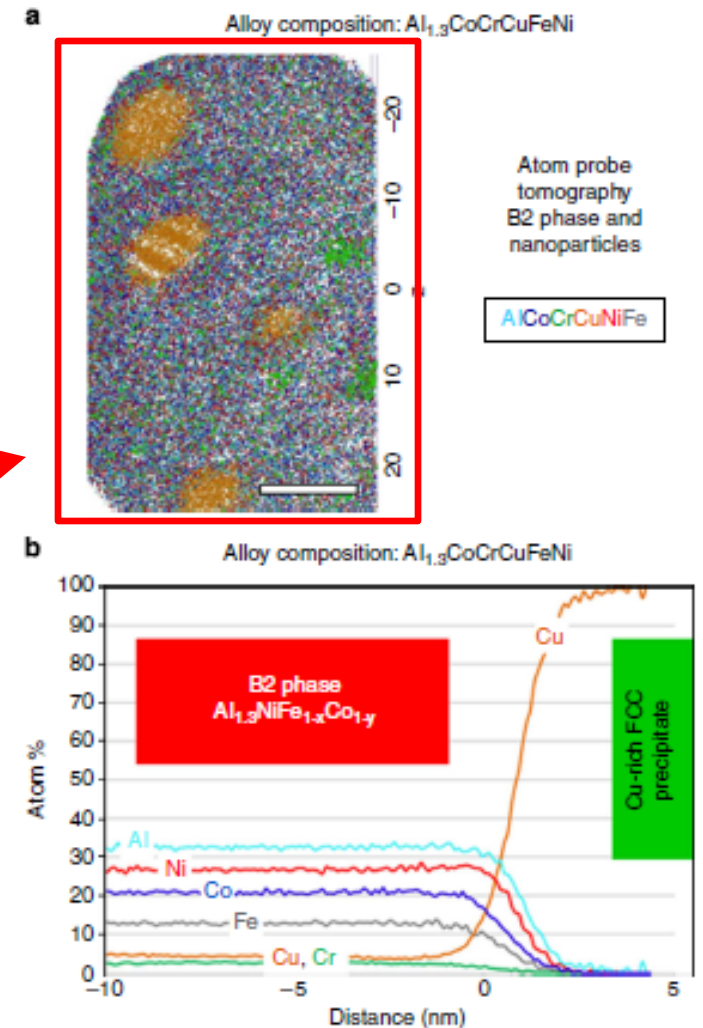 a
Alloy composition: Al1.3CoCrCuFeNi
−20
−10
0
10
20
Atom probe
tomography
B2 phase and
nanoparticles
AlCoCrCuNiFe
b
Alloy composition: Al1.3CoCrCuFeNi
100
90
80
70
60
50
40
30
20
10
0
Atom %
B2 phase
Al1.3NiFe1-xCo1-y
Cu
Cu-rich FCC
precipitate
Al
Ni
Co
Fe
Cu, Cr
−10
−5
0
5
Distance (nm)